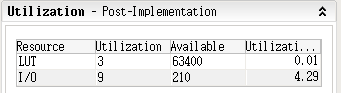 Utilization - Post-Implementation
Resource Utilization Available Utilizati...
LUT 3 63400 0.01
I/O 9 210 4.29